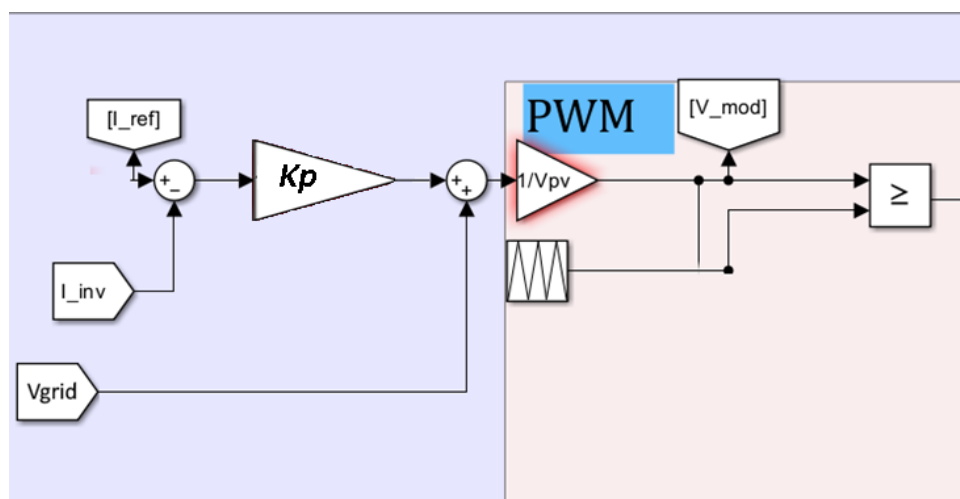 PWM
[I_ref]
[V_mod]
+
−
Kp
+
+
1/Vpv
≥
I_inv
Vgrid